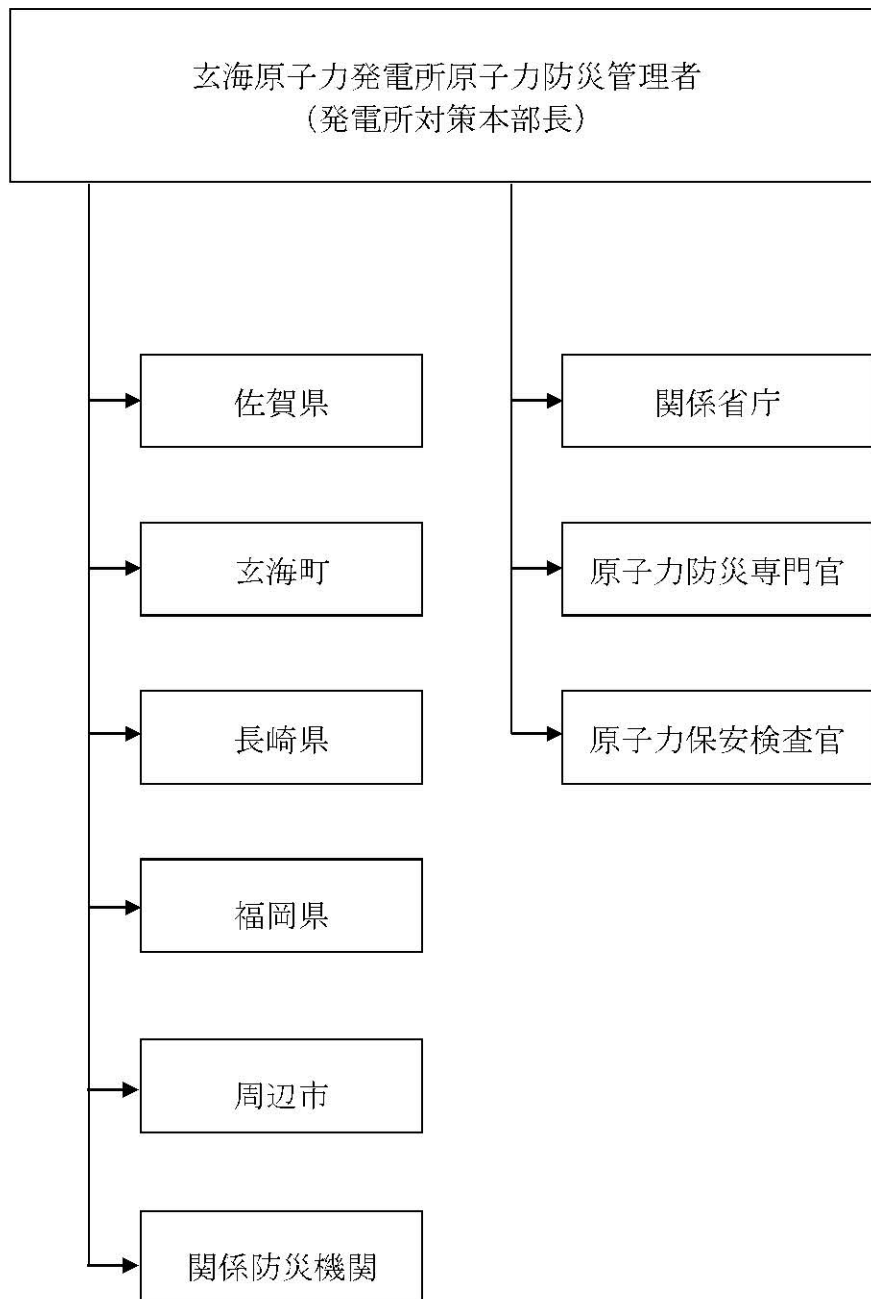 玄海原子力発電所原子力防災管理者
（発電所対策本部長）
佐賀県
玄海町
長崎県
福岡県
周辺市
関係防災機関
関係省庁
原子力防災専門官
原子力保安検査官